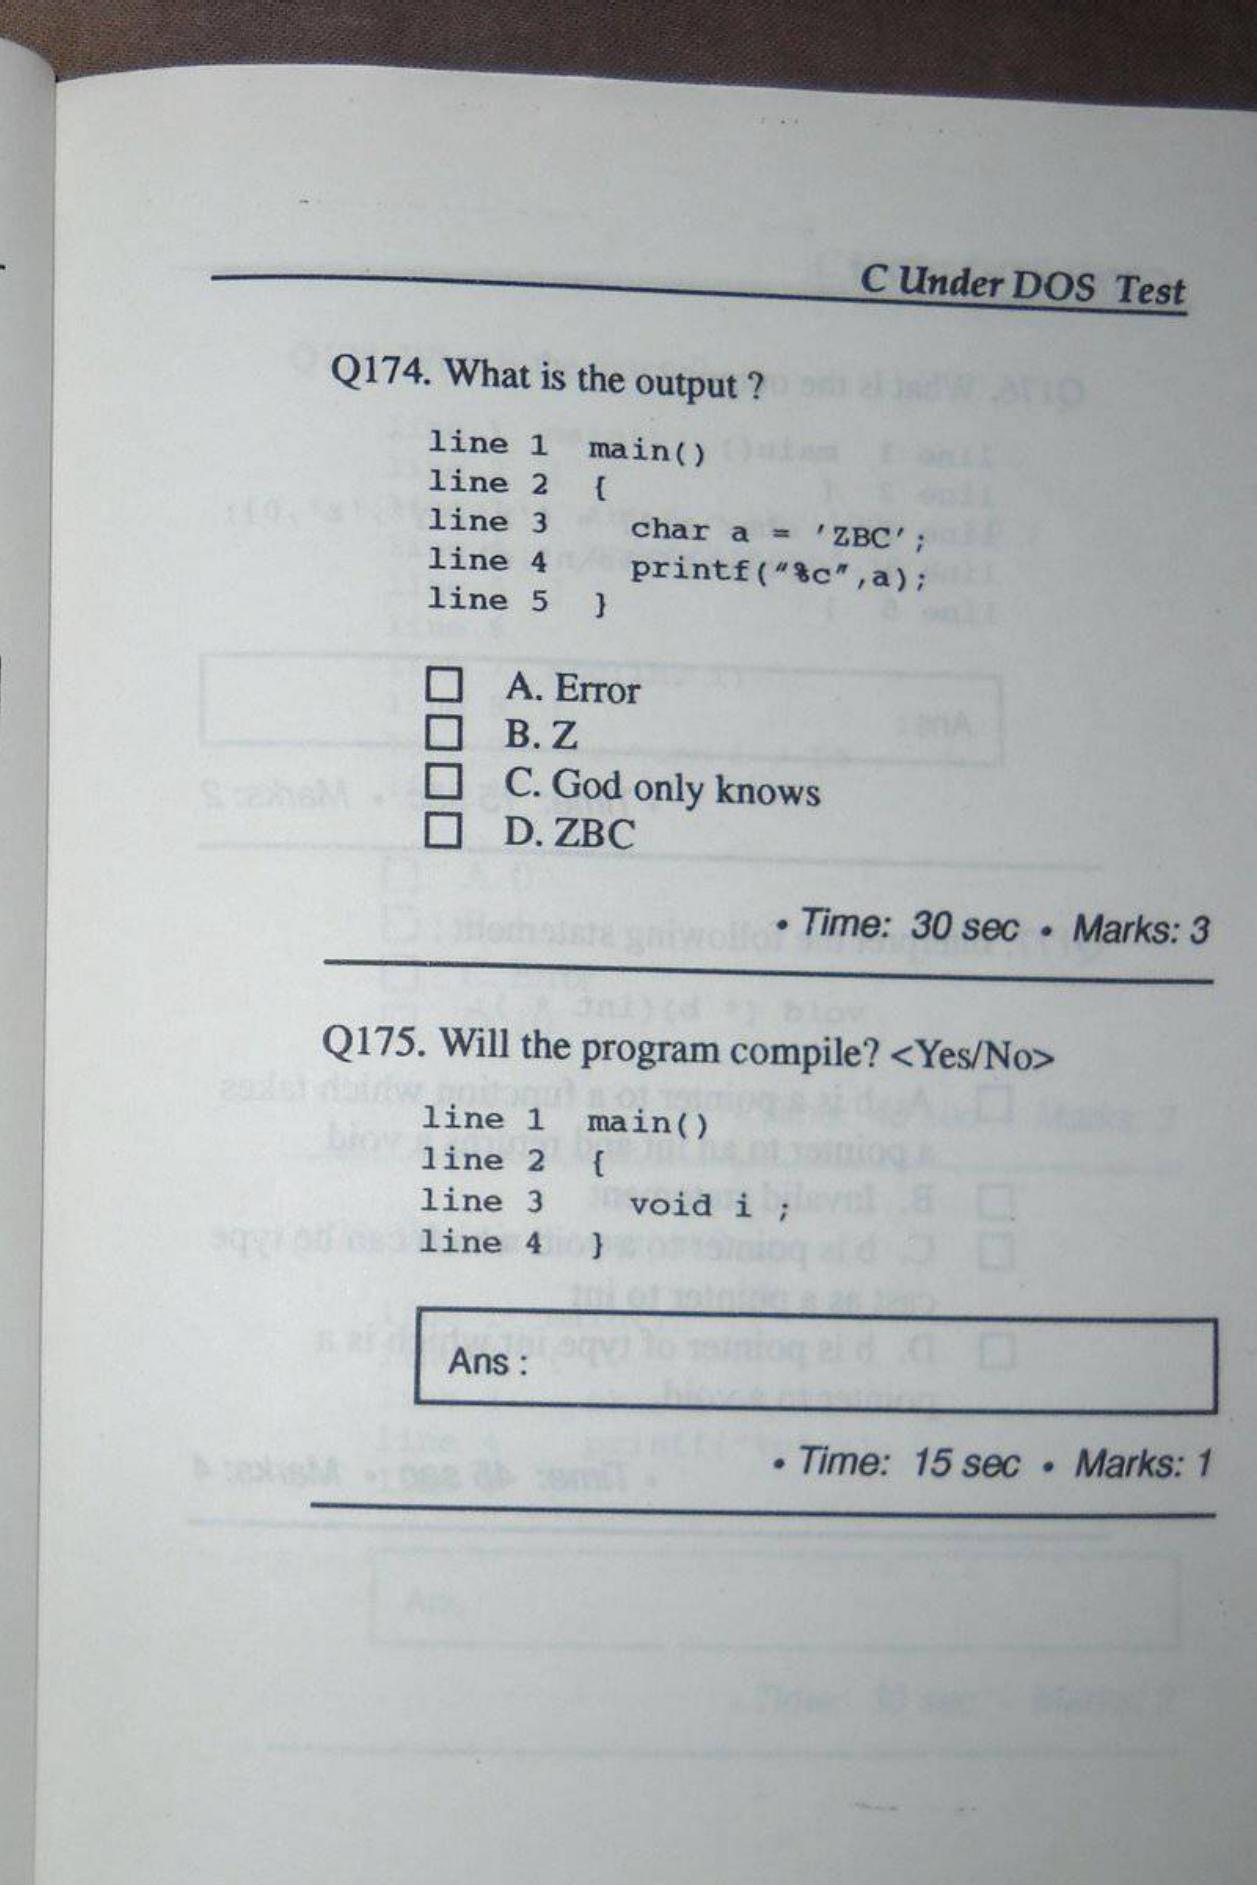 C Under DOS Test
Q174. What is the output ?
line 1 main()
line 2 {
line 3 char a = 'ZBC';
line 4 printf("%c",a);
line 5 }
A. Error
B. Z
C. God only knows
D. ZBC
• Time: 30 sec • Marks: 3
Q175. Will the program compile? <Yes/No>
line 1 main()
line 2 {
line 3 void i ;
line 4 }
Ans :
• Time: 15 sec • Marks: 1